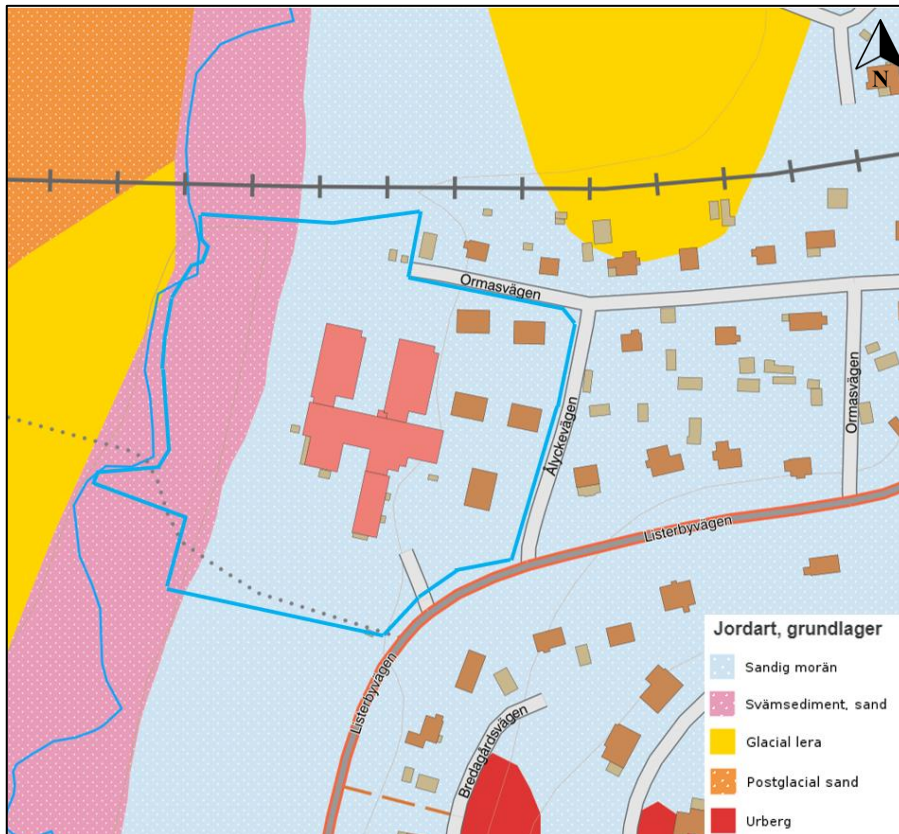 N
Ormasvägen
Ålyckevägen
Ormasvägen
Listerbyvägen
Listerbyvägen
Bredagårdsvägen
Jordart, grundlager
Sandig morän
Svämsediment, sand
Glacial lera
Postglacial sand
Urberg